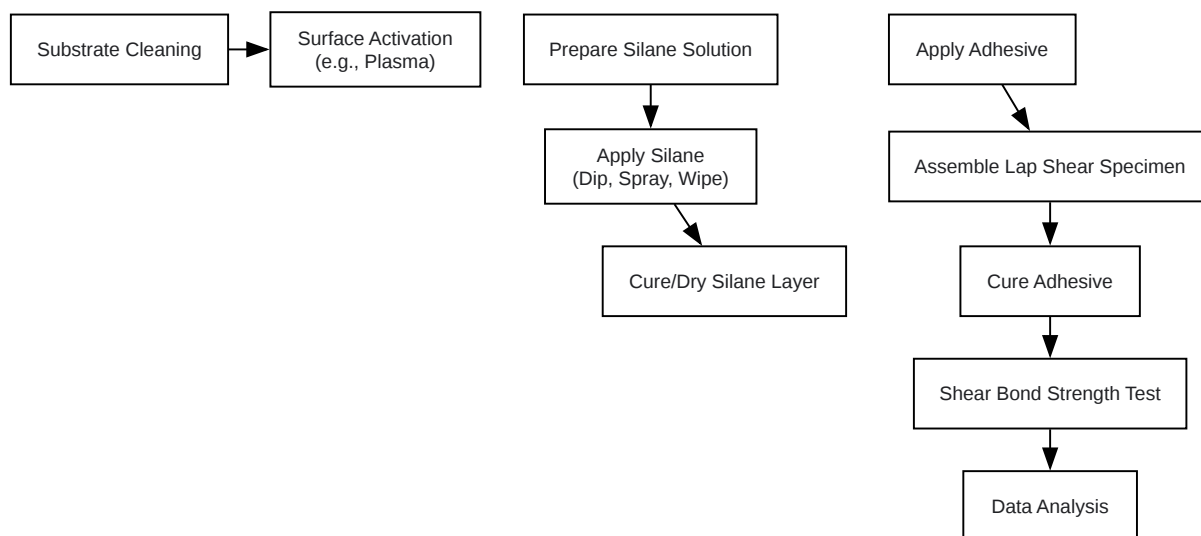 Substrate Cleaning
Surface Activation
(e.g., Plasma)
Prepare Silane Solution
Apply Silane
(Dip, Spray, Wipe)
Cure/Dry Silane Layer
Apply Adhesive
Assemble Lap Shear Specimen
Cure Adhesive
Shear Bond Strength Test
Data Analysis